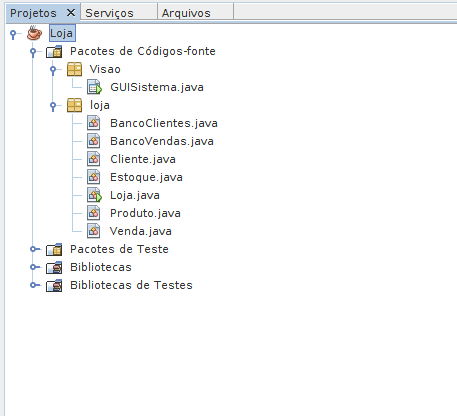 Projetos × Serviços Arquivos
Loja
Pacotes de Códigos-fonte
Visao
GUISistema.java
loja
BancoClientes.java
BancoVendas.java
Cliente.java
Estoque.java
Loja.java
Produto.java
Venda.java
Pacotes de Teste
Bibliotecas
Bibliotecas de Testes